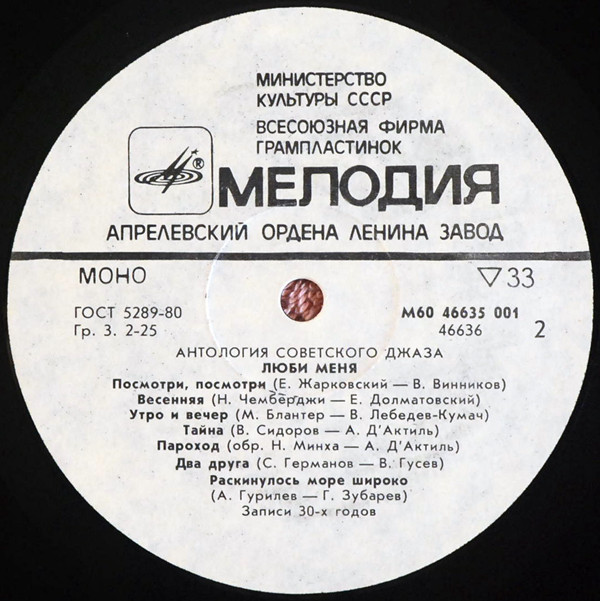 МИНИСТЕРСТВО
КУЛЬТУРЫ СССР
ВСЕСОЮЗНАЯ ФИРМА
ГРАМПЛАСТИНОК
®
МЕЛОДИЯ
АПРЕЛЕВСКИЙ ОРДЕНА ЛЕНИНА ЗАВОД
МОНО
▽33
ГОСТ 5289-80
Гр. 3. 2-25
М60 46635 001
46636
2
АНТОЛОГИЯ СОВЕТСКОГО ДЖАЗА
ЛЮБИ МЕНЯ
Посмотри, посмотри (Е. Жарковский — В. Винников)
Весенняя (Н. Чемберджи — Е. Долматовский)
Утро и вечер (М. Блантер — В. Лебедев-Кумач)
Тайна (В. Сидоров — А. Д'Актиль)
Пароход (обр. Н. Минха — А. Д'Актиль)
Два друга (С. Германов — В. Гусев)
Раскинулось море широко
(А. Гурилев — Г. Зубарев)
Записи 30-х годов